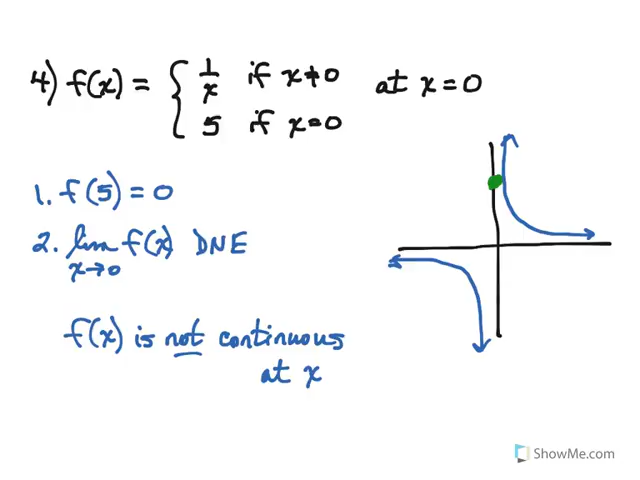 4) f(x) = { 1/x if x≠0 at x=0
5 if x=0
1. f(5) = 0
2. lim f(x) DNE
x→0
f(x) is not continuous
at x
ShowMe.com